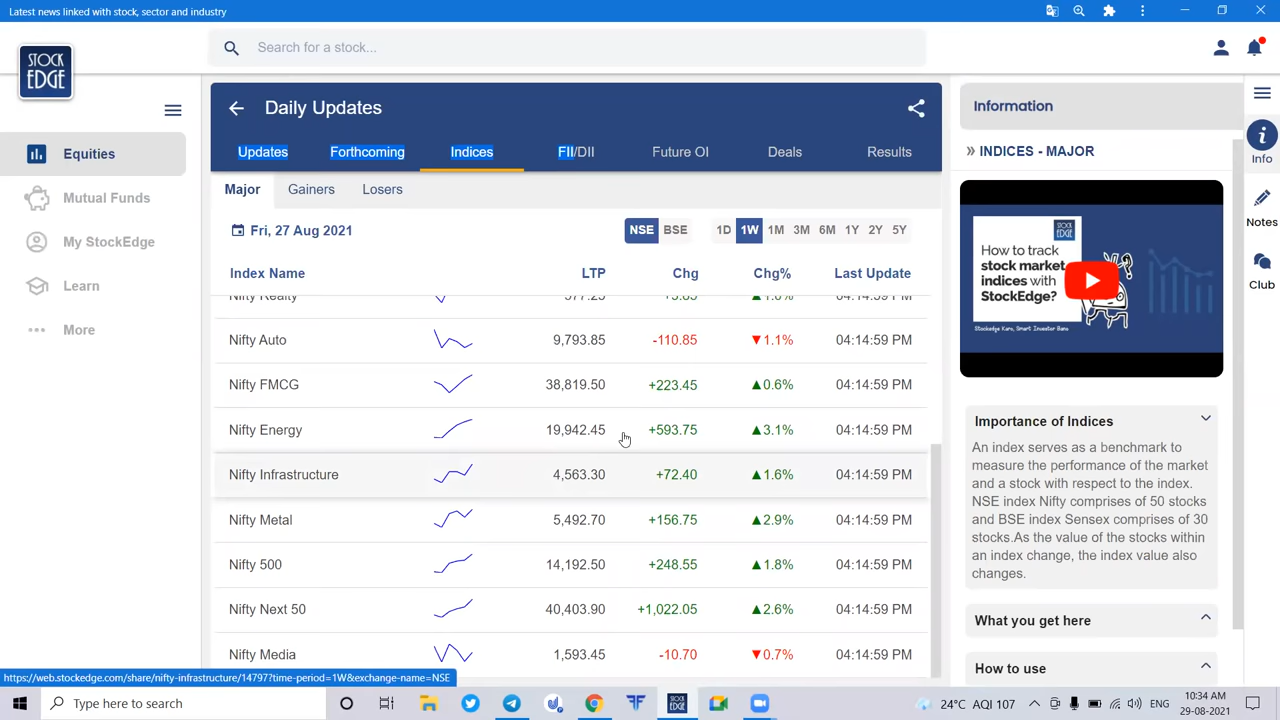 Latest news linked with stock, sector and industry
STOCK
EDGE
Search for a stock...
Daily Updates
Updates Forthcoming Indices FII/DII Future OI Deals Results
Major Gainers Losers
Fri, 27 Aug 2021 NSE BSE 1D 1W 1M 3M 6M 1Y 2Y 5Y
Index Name LTP Chg Chg% Last Update
Nifty Realty
Nifty Auto 9,793.85 -110.85 ▼1.1% 04:14:59 PM
Nifty FMCG 38,819.50 +223.45 ▲0.6% 04:14:59 PM
Nifty Energy 19,942.45 +593.75 ▲3.1% 04:14:59 PM
Nifty Infrastructure 4,563.30 +72.40 ▲1.6% 04:14:59 PM
Nifty Metal 5,492.70 +156.75 ▲2.9% 04:14:59 PM
Nifty 500 14,192.50 +248.55 ▲1.8% 04:14:59 PM
Nifty Next 50 40,403.90 +1,022.05 ▲2.6% 04:14:59 PM
Nifty Media 1,593.45 -10.70 ▼0.7% 04:14:59 PM
Equities
Mutual Funds
My StockEdge
Learn
More
Information
» INDICES - MAJOR
STOCK
EDGE
How to track
stock market
indices with
StockEdge?
Stockedge Karo, Smart Investor Bano
Importance of Indices
An index serves as a benchmark to
measure the performance of the market
and a stock with respect to the index.
NSE index Nifty comprises of 50 stocks
and BSE index Sensex comprises of 30
stocks.As the value of the stocks within
an index change, the index value also
changes.
What you get here
How to use
Info
Notes
Club
https://web.stockedge.com/share/nifty-infrastructure/14797?time-period=1W&exchange-name=NSE
Type here to search
24°C AQI 107
ENG
10:34 AM
29-08-2021